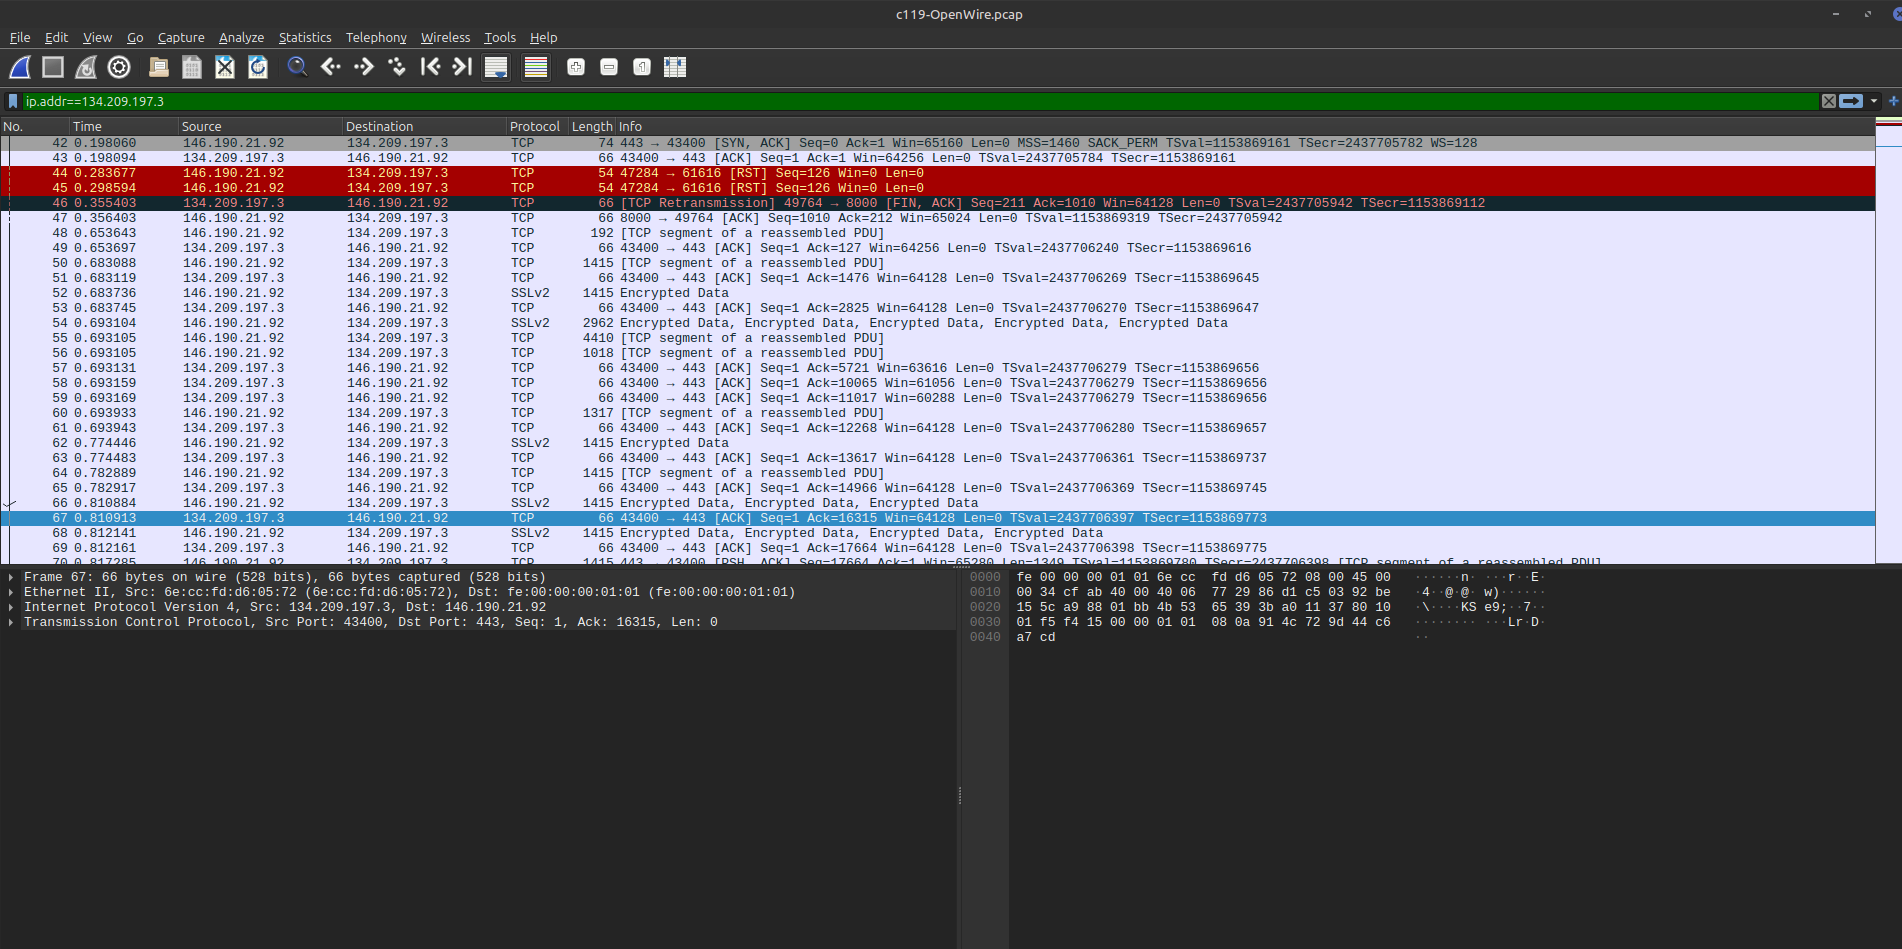 c119-OpenWire.pcap
File Edit View Go Capture Analyze Statistics Telephony Wireless Tools Help
ip.addr==134.209.197.3
No. Time Source Destination Protocol Length Info
42 0.198060 146.190.21.92 134.209.197.3 TCP 74 443 → 43400 [SYN, ACK] Seq=0 Ack=1 Win=65160 Len=0 MSS=1460 SACK_PERM TSval=1153869161 TSecr=2437705782 WS=128
43 0.198094 134.209.197.3 146.190.21.92 TCP 66 43400 → 443 [ACK] Seq=1 Ack=1 Win=64256 Len=0 TSval=2437705784 TSecr=1153869161
44 0.283677 146.190.21.92 134.209.197.3 TCP 54 47284 → 61616 [RST] Seq=126 Win=0 Len=0
45 0.298594 146.190.21.92 134.209.197.3 TCP 54 47284 → 61616 [RST] Seq=126 Win=0 Len=0
46 0.355403 134.209.197.3 146.190.21.92 TCP 66 [TCP Retransmission] 49764 → 8000 [FIN, ACK] Seq=211 Ack=1010 Win=64128 Len=0 TSval=2437705942 TSecr=1153869112
47 0.356403 146.190.21.92 134.209.197.3 TCP 66 8000 → 49764 [ACK] Seq=1010 Ack=212 Win=65024 Len=0 TSval=1153869319 TSecr=2437705942
48 0.653643 146.190.21.92 134.209.197.3 TCP 192 [TCP segment of a reassembled PDU]
49 0.653697 134.209.197.3 146.190.21.92 TCP 66 43400 → 443 [ACK] Seq=1 Ack=127 Win=64256 Len=0 TSval=2437706240 TSecr=1153869616
50 0.683088 146.190.21.92 134.209.197.3 TCP 1415 [TCP segment of a reassembled PDU]
51 0.683119 134.209.197.3 146.190.21.92 TCP 66 43400 → 443 [ACK] Seq=1 Ack=1476 Win=64128 Len=0 TSval=2437706269 TSecr=1153869645
52 0.683736 146.190.21.92 134.209.197.3 SSLv2 1415 Encrypted Data
53 0.683745 134.209.197.3 146.190.21.92 TCP 66 43400 → 443 [ACK] Seq=1 Ack=2825 Win=64128 Len=0 TSval=2437706270 TSecr=1153869647
54 0.693104 146.190.21.92 134.209.197.3 SSLv2 2962 Encrypted Data, Encrypted Data, Encrypted Data, Encrypted Data, Encrypted Data
55 0.693105 146.190.21.92 134.209.197.3 TCP 4410 [TCP segment of a reassembled PDU]
56 0.693105 146.190.21.92 134.209.197.3 TCP 1018 [TCP segment of a reassembled PDU]
57 0.693131 134.209.197.3 146.190.21.92 TCP 66 43400 → 443 [ACK] Seq=1 Ack=5721 Win=63616 Len=0 TSval=2437706279 TSecr=1153869656
58 0.693159 134.209.197.3 146.190.21.92 TCP 66 43400 → 443 [ACK] Seq=1 Ack=10065 Win=61056 Len=0 TSval=2437706279 TSecr=1153869656
59 0.693169 134.209.197.3 146.190.21.92 TCP 66 43400 → 443 [ACK] Seq=1 Ack=11017 Win=60288 Len=0 TSval=2437706279 TSecr=1153869656
60 0.693933 146.190.21.92 134.209.197.3 TCP 1317 [TCP segment of a reassembled PDU]
61 0.693943 134.209.197.3 146.190.21.92 TCP 66 43400 → 443 [ACK] Seq=1 Ack=12268 Win=64128 Len=0 TSval=2437706280 TSecr=1153869657
62 0.774446 146.190.21.92 134.209.197.3 SSLv2 1415 Encrypted Data
63 0.774483 134.209.197.3 146.190.21.92 TCP 66 43400 → 443 [ACK] Seq=1 Ack=13617 Win=64128 Len=0 TSval=2437706361 TSecr=1153869737
64 0.782889 146.190.21.92 134.209.197.3 TCP 1415 [TCP segment of a reassembled PDU]
65 0.782917 134.209.197.3 146.190.21.92 TCP 66 43400 → 443 [ACK] Seq=1 Ack=14966 Win=64128 Len=0 TSval=2437706369 TSecr=1153869745
66 0.810884 146.190.21.92 134.209.197.3 SSLv2 1415 Encrypted Data, Encrypted Data, Encrypted Data
67 0.810913 134.209.197.3 146.190.21.92 TCP 66 43400 → 443 [ACK] Seq=1 Ack=16315 Win=64128 Len=0 TSval=2437706397 TSecr=1153869773
68 0.812141 146.190.21.92 134.209.197.3 SSLv2 1415 Encrypted Data, Encrypted Data, Encrypted Data, Encrypted Data
69 0.812161 134.209.197.3 146.190.21.92 TCP 66 43400 → 443 [ACK] Seq=1 Ack=17664 Win=64128 Len=0 TSval=2437706398 TSecr=1153869775
70 0.817285 146.190.21.92 134.209.197.3 TCP 1415 443 → 43400 [PSH, ACK] Seq=17664 Ack=1 Win=65280 Len=1349 TSval=1153869780 TSecr=2437706398 [TCP segment of a reassembled PDU]
Frame 67: 66 bytes on wire (528 bits), 66 bytes captured (528 bits)
Ethernet II, Src: 6e:cc:fd:d6:05:72 (6e:cc:fd:d6:05:72), Dst: fe:00:00:00:01:01 (fe:00:00:00:01:01)
Internet Protocol Version 4, Src: 134.209.197.3, Dst: 146.190.21.92
Transmission Control Protocol, Src Port: 43400, Dst Port: 443, Seq: 1, Ack: 16315, Len: 0
0000 fe 00 00 00 01 01 6e cc fd d6 05 72 08 00 45 00 ······n· ···r··E·
0010 00 34 cf ab 40 00 40 06 77 29 86 d1 c5 03 92 be ·4··@·@· w)······
0020 15 5c a9 88 01 bb 4b 53 65 39 3b a0 11 37 80 10 ·\····KS e9;··7··
0030 01 f5 f4 15 00 00 01 01 08 0a 91 4c 72 9d 44 c6 ········ ···Lr·D·
0040 a7 cd ··